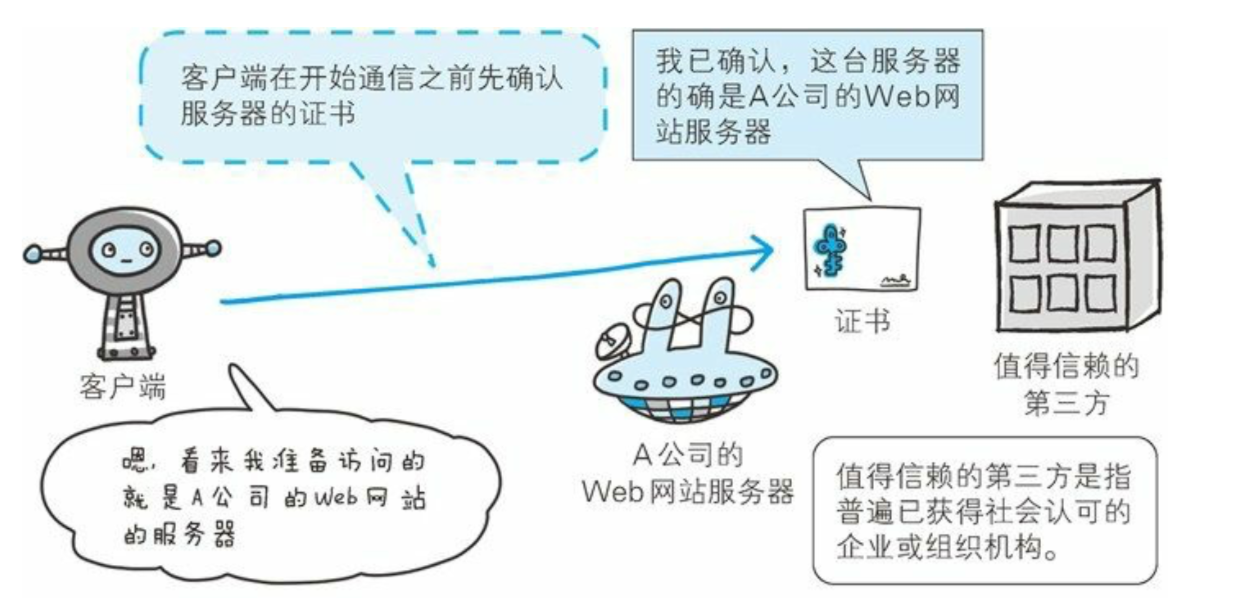 客户端在开始通信之前先确认
服务器的证书
我已确认，这台服务器
的确是A公司的Web网
站服务器
证书
值得信赖的
第三方
客户端
嗯，看来我准备访问的
就是A公司的Web网站
的服务器
A公司的
Web网站服务器
值得信赖的第三方是指
普遍已获得社会认可的
企业或组织机构。